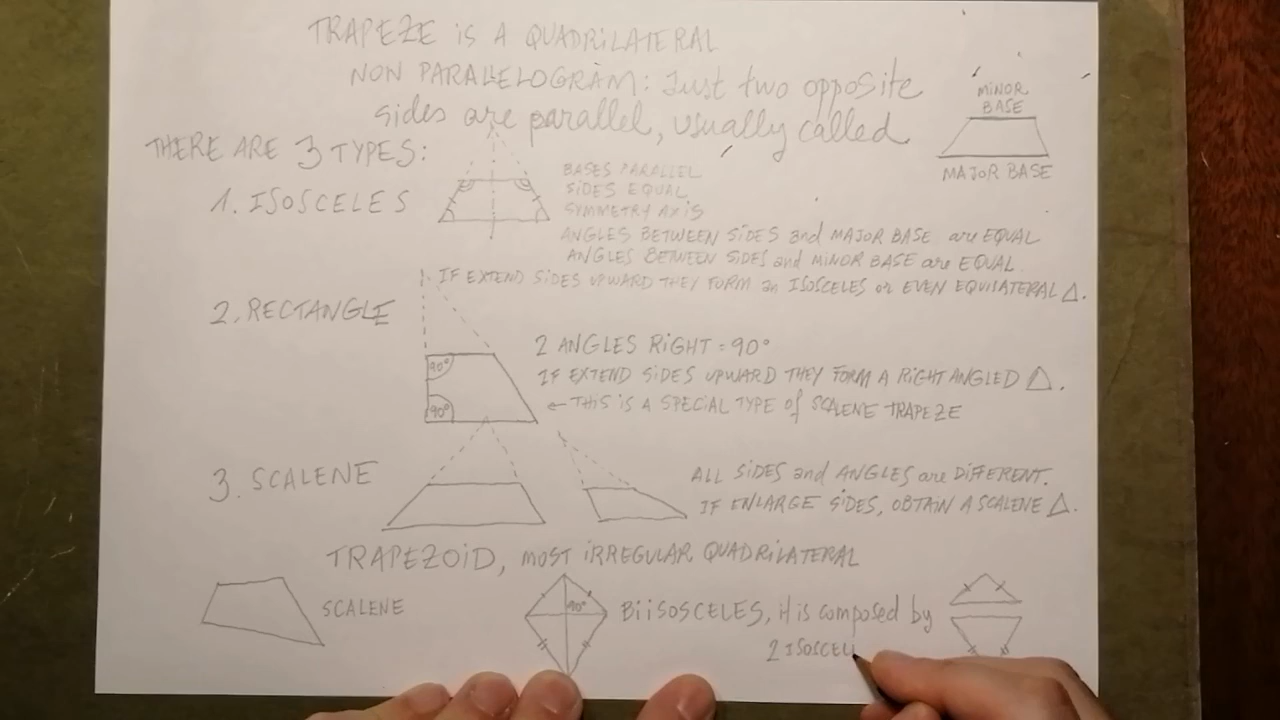 TRAPEZE iS A QUADRiLATERAL
NON PARALLELOGRAM: Just two opposite
sides are parallel, usually called
MiNOR
BASE
MAJOR BASE
THERE ARE 3 TYPES:
1. ISOSCELES
BASES PARALLEL
SiDES EQUAL
SYMMETRY AXiS
ANGLES BETWEEN SiDES and MAJOR BASE are EQUAL
ANGLES BETWEEN SiDES and MiNOR BASE are EQUAL.
IF EXTEND SiDES UPWARD THEY FORM an ISOSCELES or EVEN EQUiLATERAL △.
2. RECTANGLE
90°
90°
2 ANGLES RiGHT = 90°
IF EXTEND SiDES UPWARD THEY FORM A RiGHT ANGLED △.
← THiS iS A SPECiAL TYPE of SCALENE TRAPEZE
3. SCALENE
ALL SiDES and ANGLES are DiFFERENT.
IF ENLARGE SiDES, OBTAiN A SCALENE △.
TRAPEZOiD, MOST iRREGULAR QUADRiLATERAL
SCALENE
90°
BiiSOSCELES, it is composed by
2 ISOSCEL